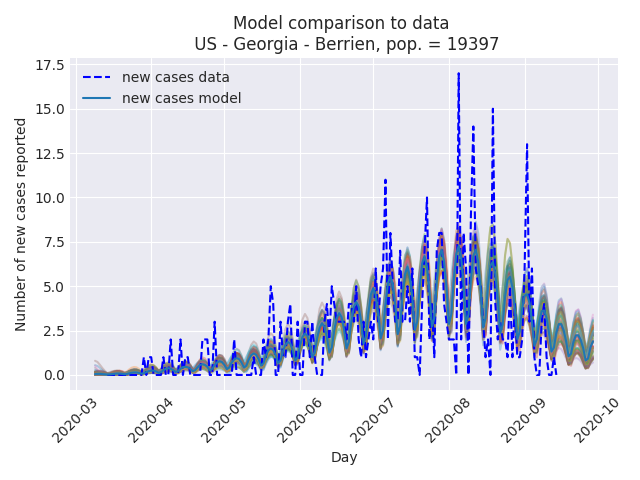 Model comparison to data
US - Georgia - Berrien, pop. = 19397
new cases data
new cases model
Number of new cases reported
17.5
15.0
12.5
10.0
7.5
5.0
2.5
0.0
2020-03
2020-04
2020-05
2020-06
2020-07
2020-08
2020-09
2020-10
Day